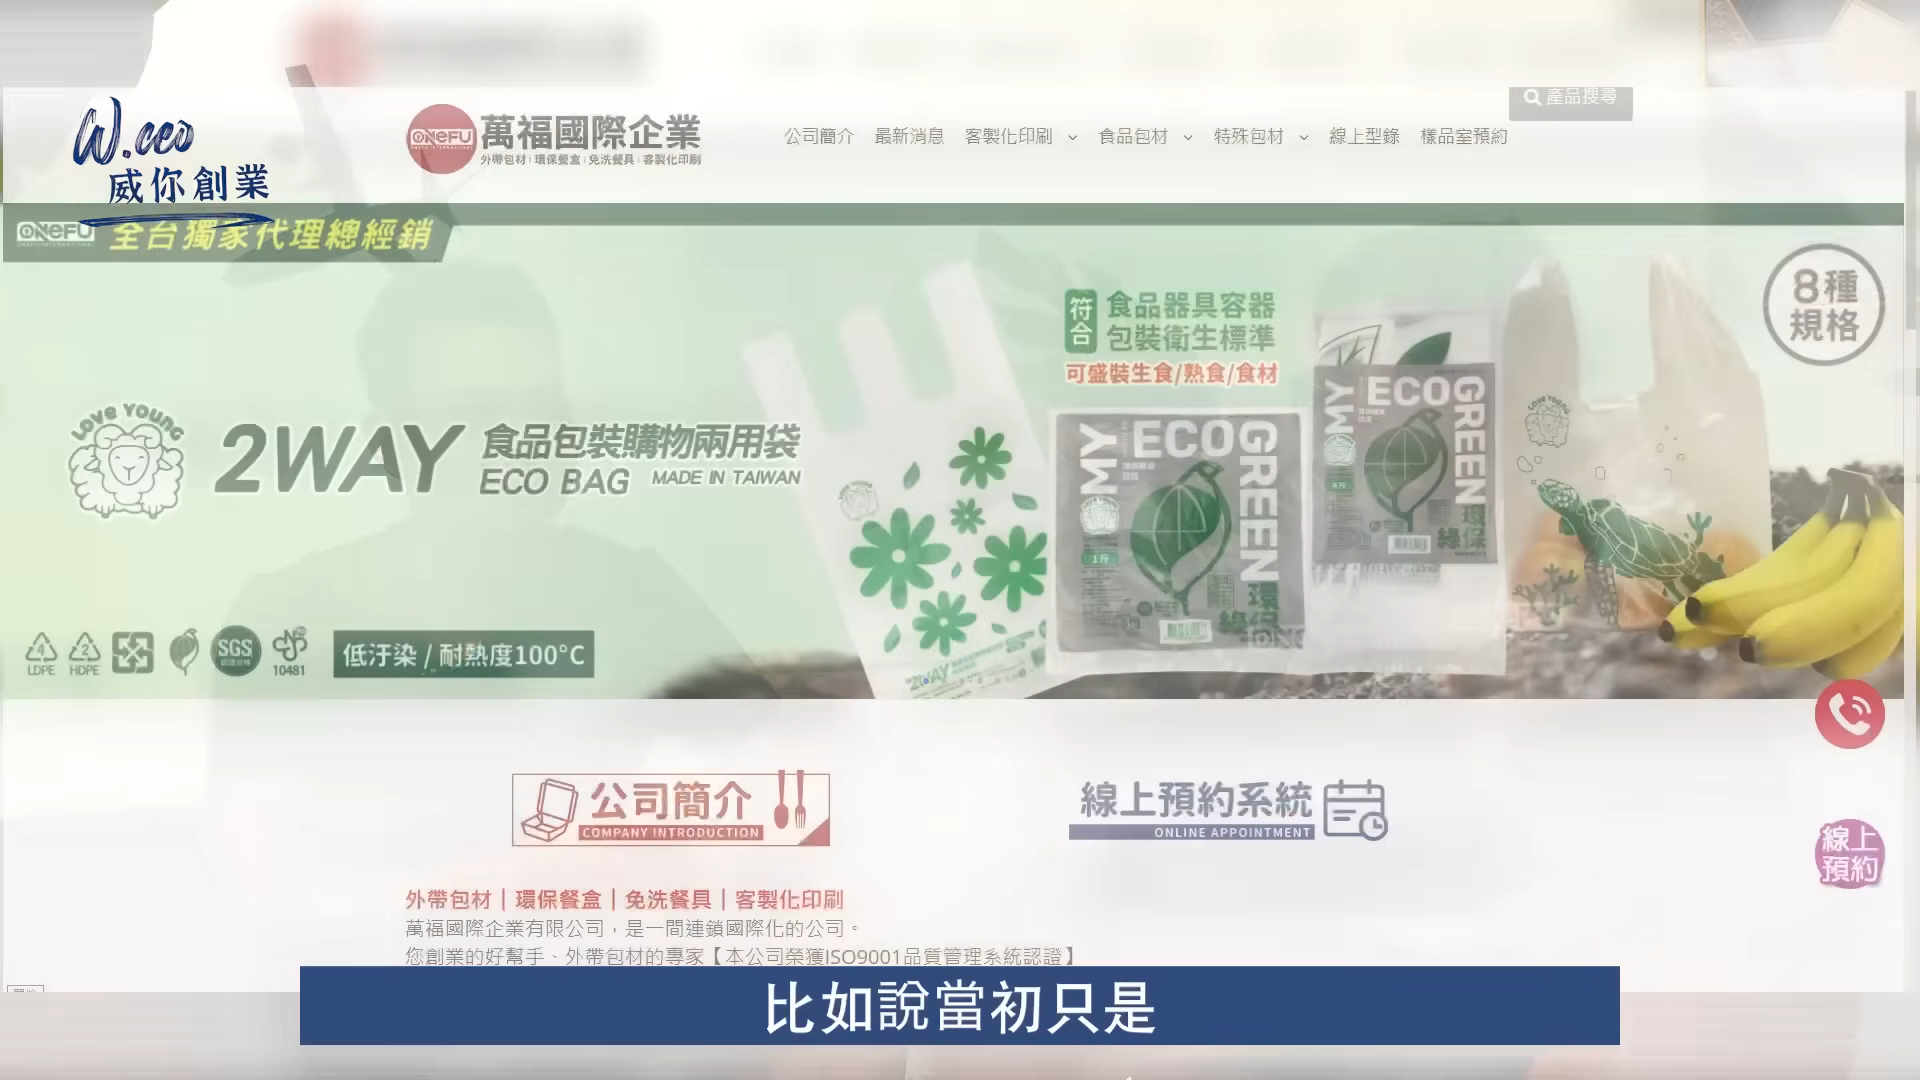 產品搜尋
W.ceo
威你創業
ONEFU
萬福國際企業
外帶包材|環保餐盒|免洗餐具|客製化印刷
公司簡介 最新消息 客製化印刷 食品包材 特殊包材 線上型錄 樣品室預約
ONEFU 全台獨家代理總經銷
8種
規格
符合
食品器具容器
包裝衛生標準
可盛裝生食/熟食/食材
LOVE YOUNG
2WAY 食品包裝購物兩用袋
ECO BAG MADE IN TAIWAN
MY ECO GREEN
環保
綠
1斤
MY ECO GREEN
環保
綠
LOVE YOUNG
2WAY
4 LDPE
2 HDPE
SGS
10481
低汙染 / 耐熱度100°C
公司簡介
COMPANY INTRODUCTION
線上預約系統
ONLINE APPOINTMENT
線上
預約
外帶包材|環保餐盒|免洗餐具|客製化印刷
萬福國際企業有限公司，是一間連鎖國際化的公司。
您創業的好幫手、外帶包材的專家【本公司榮獲ISO9001品質管理系統認證】
比如說當初只是